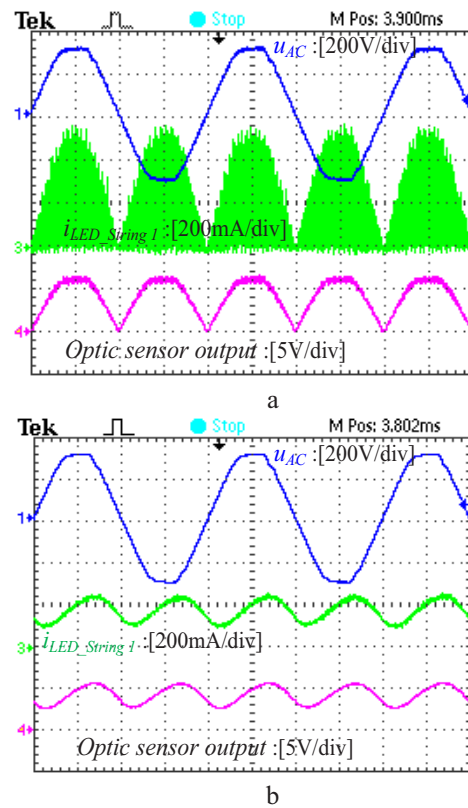 Tek Stop M Pos: 3.900ms
u_AC :[200V/div]
1
i_LED_Siring 1 :[200mA/div]
3
4
Optic sensor output :[5V/div]
a
Tek Stop M Pos: 3.802ms
u_AC :[200V/div]
1
i_LED_String 1 :[200mA/div]
3
4
Optic sensor output :[5V/div]
b